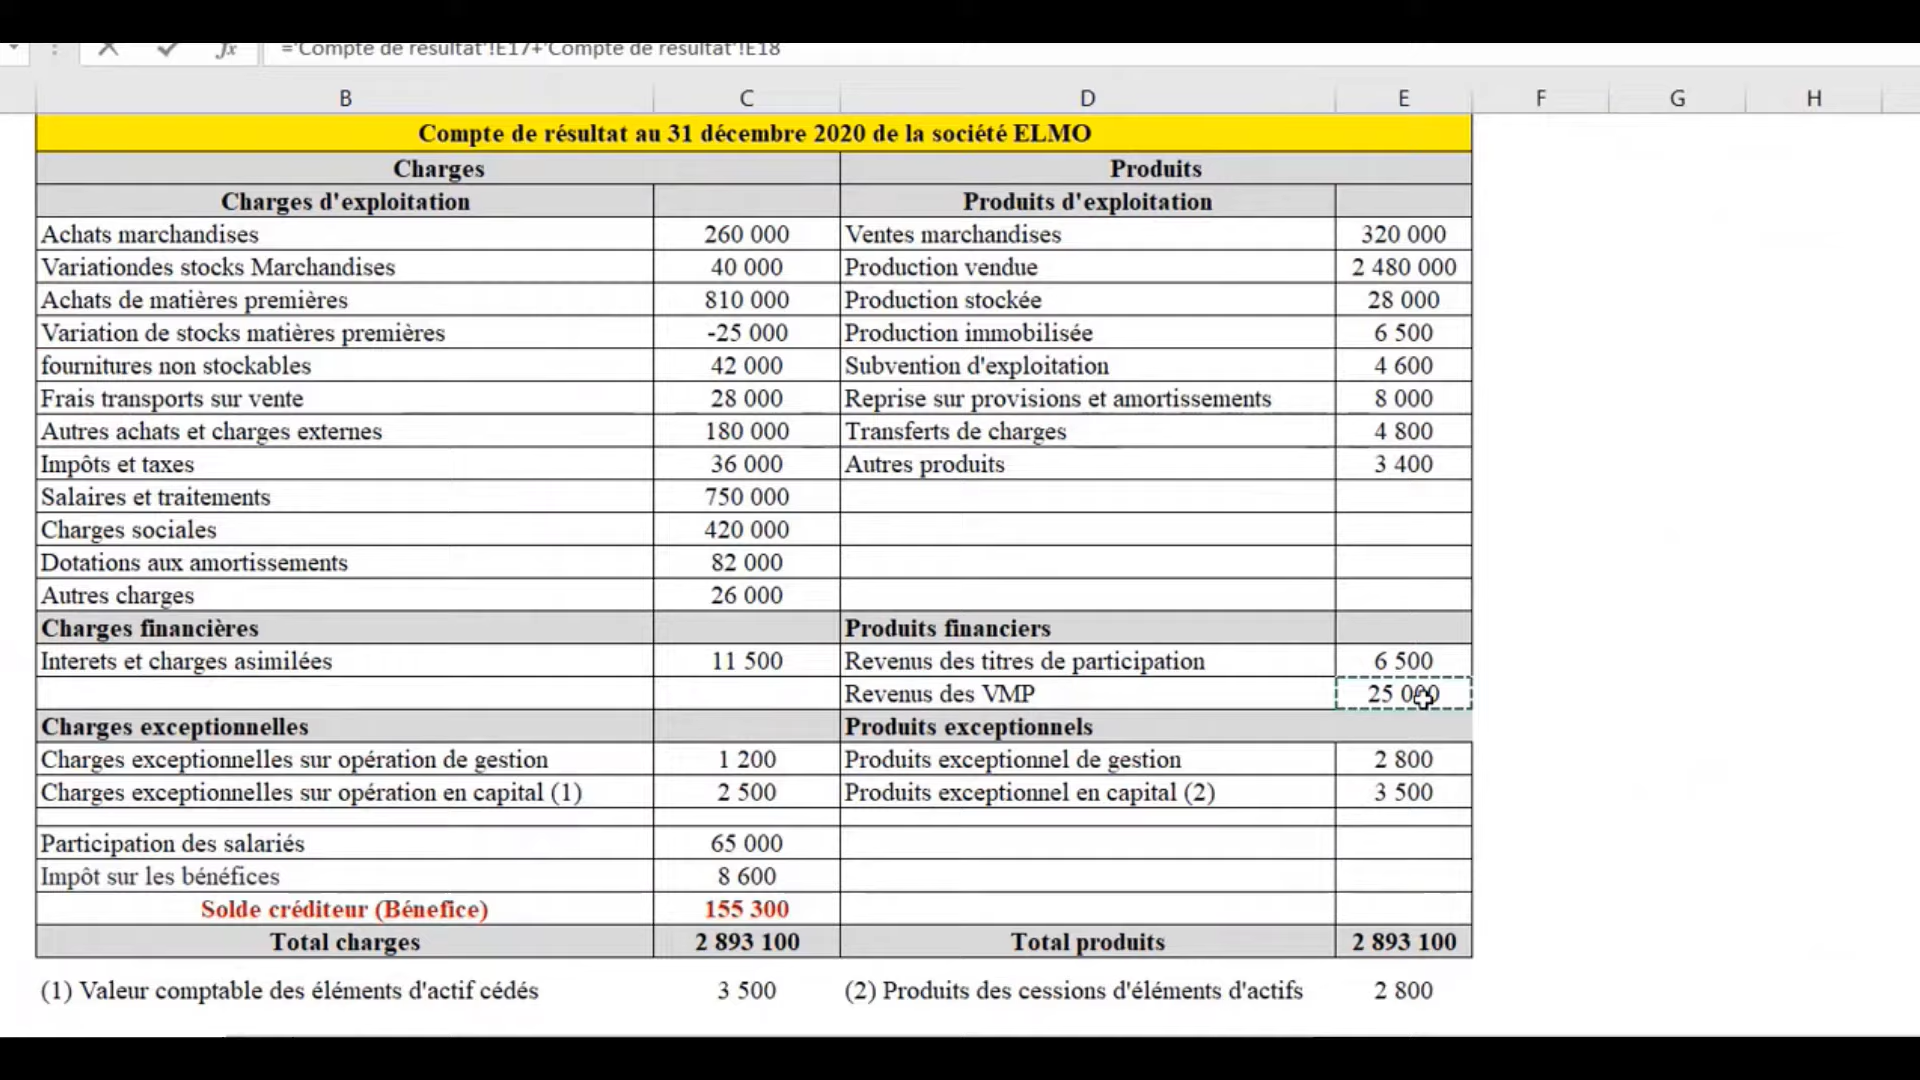 ='Compte de résultat'!E17+'Compte de résultat'!E18
B C D E F G H
Compte de résultat au 31 décembre 2020 de la société ELMO
Charges Produits
Charges d'exploitation Produits d'exploitation
Achats marchandises 260 000 Ventes marchandises 320 000
Variationdes stocks Marchandises 40 000 Production vendue 2 480 000
Achats de matières premières 810 000 Production stockée 28 000
Variation de stocks matières premières -25 000 Production immobilisée 6 500
fournitures non stockables 42 000 Subvention d'exploitation 4 600
Frais transports sur vente 28 000 Reprise sur provisions et amortissements 8 000
Autres achats et charges externes 180 000 Transferts de charges 4 800
Impôts et taxes 36 000 Autres produits 3 400
Salaires et traitements 750 000
Charges sociales 420 000
Dotations aux amortissements 82 000
Autres charges 26 000
Charges financières Produits financiers
Interets et charges asimilées 11 500 Revenus des titres de participation 6 500
Revenus des VMP 25 000
Charges exceptionnelles Produits exceptionnels
Charges exceptionnelles sur opération de gestion 1 200 Produits exceptionnel de gestion 2 800
Charges exceptionnelles sur opération en capital (1) 2 500 Produits exceptionnel en capital (2) 3 500
Participation des salariés 65 000
Impôt sur les bénéfices 8 600
Solde créditeur (Bénefice) 155 300
Total charges 2 893 100 Total produits 2 893 100
(1) Valeur comptable des éléments d'actif cédés 3 500 (2) Produits des cessions d'éléments d'actifs 2 800